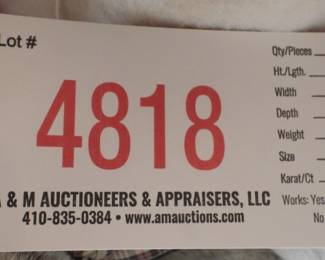 Lot #
4818
A & M AUCTIONEERS & APPRAISERS, LLC
410-835-0384 • www.amauctions.com
Qty/Pieces
Ht./Lgth.
Width
Depth
Weight
Size
Karat/Ct
Works: Yes
No